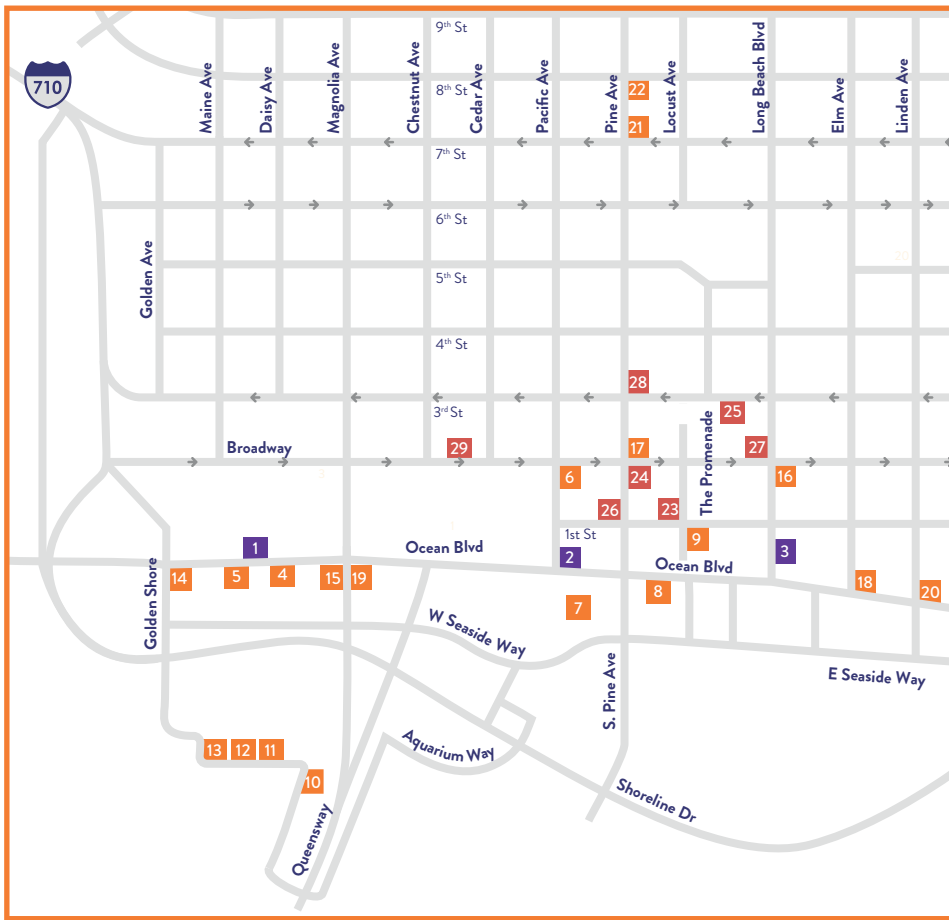 9th St
710
Maine Ave
Daisy Ave
Magnolia Ave
Chestnut Ave
Cedar Ave
Pacific Ave
Pine Ave
Locust Ave
Long Beach Blvd
Elm Ave
Linden Ave
8th St
22
21
7th St
6th St
Golden Ave
5th St
20
4th St
28
3rd St
25
The Promenade
Broadway
29
17
27
6
24
16
26
23
1st St
9
1
Ocean Blvd
2
3
Ocean Blvd
14
5
4
15
19
8
18
20
7
Golden Shore
W Seaside Way
E Seaside Way
S. Pine Ave
13
12
11
Aquarium Way
10
Shoreline Dr
Queensway